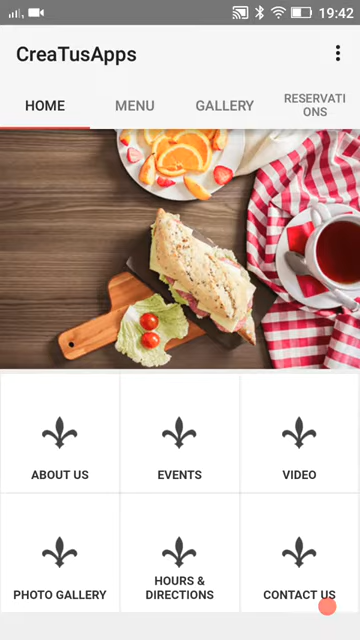 19:42
CreaTusApps
HOME
MENU
GALLERY
RESERVATI
ONS
ABOUT US
EVENTS
VIDEO
PHOTO GALLERY
HOURS &
DIRECTIONS
CONTACT US